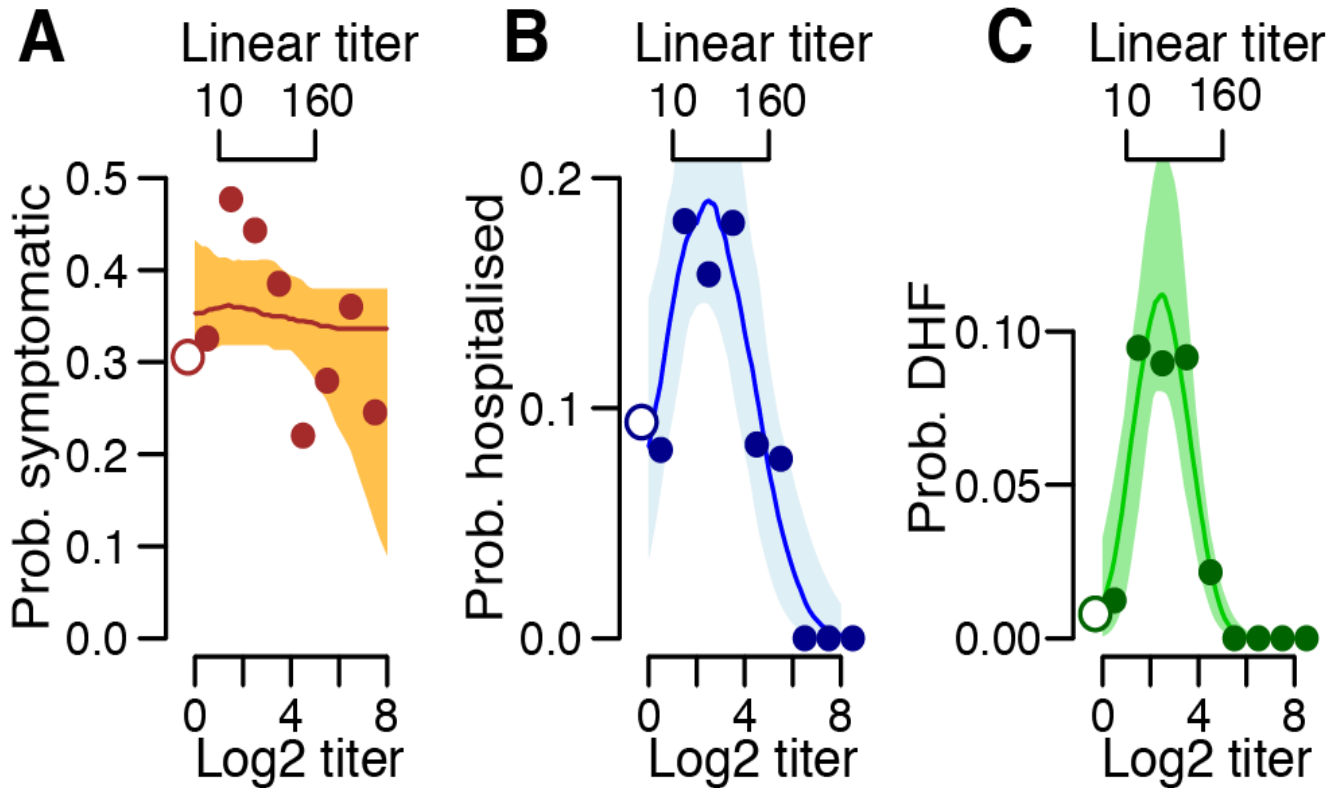 A
Linear titer
10 160
Prob. symptomatic
0.5
0.4
0.3
0.2
0.1
0.0
0 4 8
Log2 titer
B
Linear titer
10 160
Prob. hospitalised
0.2
0.1
0.0
0 4 8
Log2 titer
C
Linear titer
10 160
Prob. DHF
0.10
0.05
0.00
0 4 8
Log2 titer